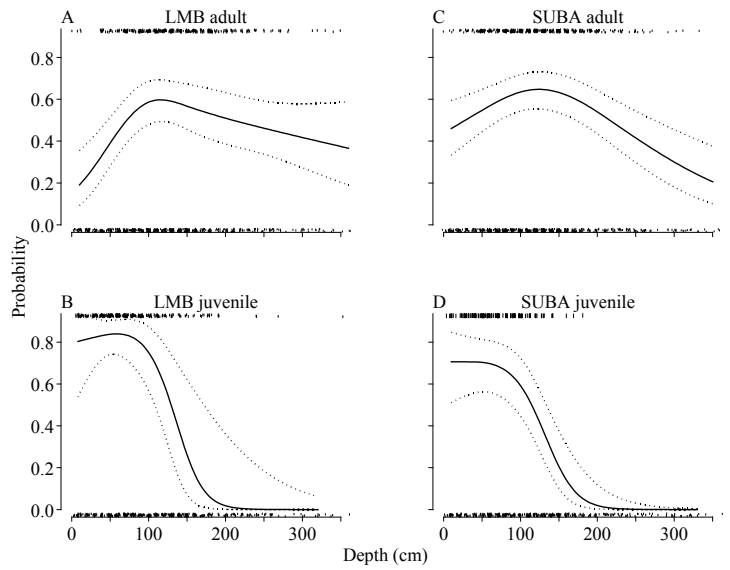 A LMB adult
C SUBA adult
0.8
0.6
0.4
0.2
0.0
Probability
B LMB juvenile
D SUBA juvenile
0.8
0.6
0.4
0.2
0.0
0 100 200 300
0 100 200 300
Depth (cm)